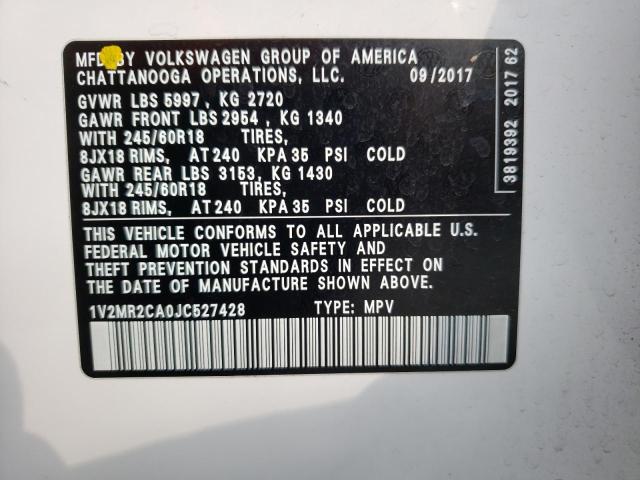 MFD BY VOLKSWAGEN GROUP OF AMERICA
CHATTANOOGA OPERATIONS, LLC. 09/2017
GVWR LBS 5997, KG 2720
GAWR FRONT LBS 2954, KG 1340
WITH 245/60R18 TIRES,
8JX18 RIMS, AT 240 KPA 35 PSI COLD
GAWR REAR LBS 3153, KG 1430
WITH 245/60R18 TIRES,
8JX18 RIMS, AT 240 KPA 35 PSI COLD
THIS VEHICLE CONFORMS TO ALL APPLICABLE U.S.
FEDERAL MOTOR VEHICLE SAFETY AND
THEFT PREVENTION STANDARDS IN EFFECT ON
THE DATE OF MANUFACTURE SHOWN ABOVE.
1V2MR2CA0JC527428 TYPE: MPV
3819392 2017 62